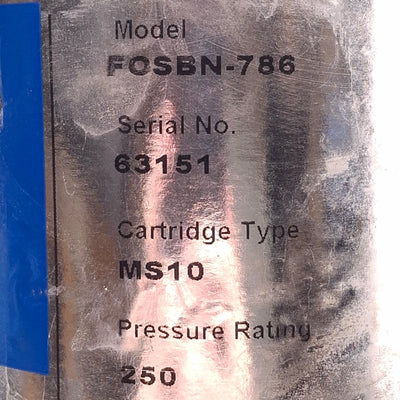 Model
FOSBN-786
Serial No.
63151
Cartridge Type
MS10
Pressure Rating
250